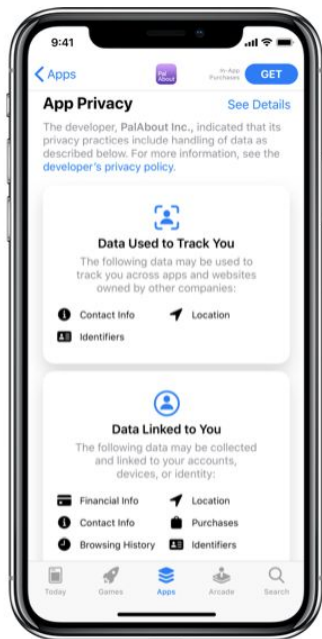 9:41
Apps
Pal About
In-App Purchases
GET
App Privacy
See Details
The developer, PalAbout Inc., indicated that its
privacy practices include handling of data as
described below. For more information, see the
developer's privacy policy.
Data Used to Track You
The following data may be used to
track you across apps and websites
owned by other companies:
Contact Info
Location
Identifiers
Data Linked to You
The following data may be collected
and linked to your accounts,
devices, or identity:
Financial Info
Location
Contact Info
Purchases
Browsing History
Identifiers
Today
Games
Apps
Arcade
Search